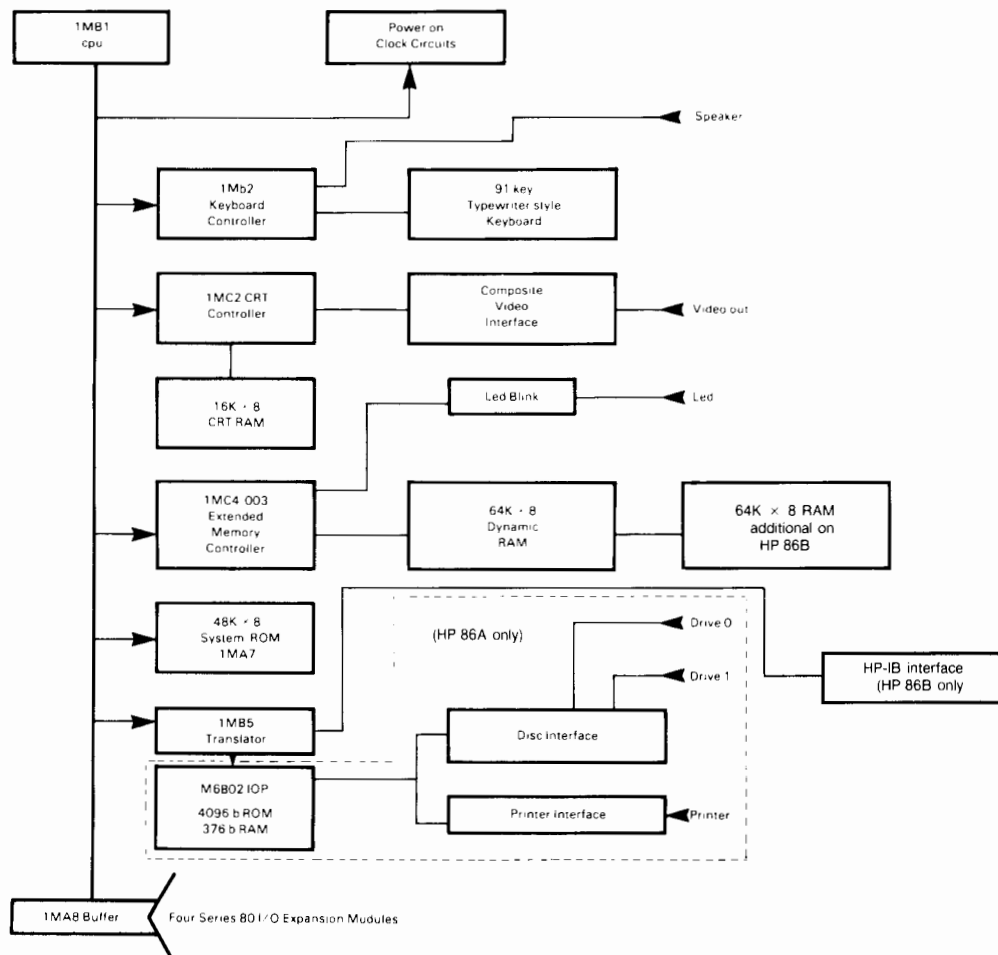 1MB1
cpu
Power on
Clock Circuits
Speaker
1Mb2
Keyboard
Controller
91 key
Typewriter style
Keyboard
1MC2 CRT
Controller
Composite
Video
Interface
Video out
16K · 8
CRT RAM
Led Blink
Led
1MC4 003
Extended
Memory
Controller
64K · 8
Dynamic
RAM
64K × 8 RAM
additional on
HP 86B
48K · 8
System ROM
1MA7
(HP 86A only)
Drive 0
Drive 1
HP-IB interface
(HP 86B only
1MB5
Translator
Disc Interface
M6802 IOP
4096 b ROM
376 b RAM
Printer Interface
Printer
1MA8 Buffer
Four Series 80 I/O Expansion Modules